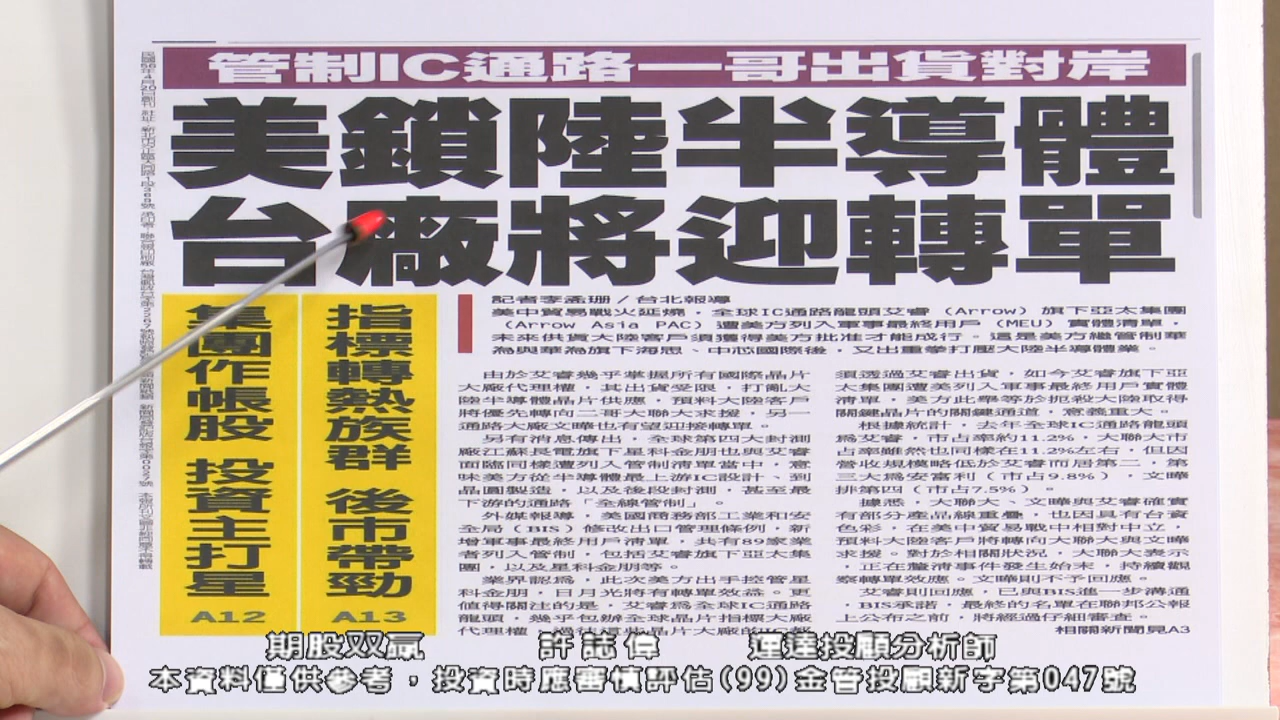 管制IC通路一哥出貨對岸
美鎖陸半導體
台廠將迎轉單
指標轉熱族群 後市帶勁
A13
集團作帳股 投資主打星
A12
記者李孟珊／台北報導
美中貿易戰火延燒，全球IC通路龍頭艾睿（Arrow）旗下亞太集團
（Arrow Asia PAC）遭美方列入軍事最終用戶（MEU）實體清單，
未來供貨大陸客戶須獲得美方批准才能成行。這是美方繼管制華
為與華為旗下海思、中芯國際後，又出重拳打壓大陸半導體業。
由於艾睿幾乎掌握所有國際晶片
大廠代理權，其出貨受限，打亂大
陸半導體晶片供應，預料大陸客戶
將優先轉向二哥大聯大求援，另一
通路大廠文曄也有望迎接轉單。
另有消息傳出，全球第四大封測
廠江蘇長電旗下星科金朋也與艾睿
面臨同樣遭列入管制清單當中，意
味美方從半導體最上游IC設計、到
晶圓製造，以及後段封測，甚至最
下游的通路「全線管制」。
外媒報導，美國商務部工業和安
全局（BIS）修改出口管理條例，新
增軍事最終用戶清單，共有89家業
者列入管制，包括艾睿旗下亞太集
團，以及星科金朋等。
業界認為，此次美方出手控管星
科金朋，日月光將有轉單效益。更
值得關注的是，艾睿為全球IC通路
龍頭，幾乎包辦全球晶片指標大廠
代理權，過往
須透過艾睿出貨，如今艾睿旗下亞
太集團遭美列入軍事最終用戶實體
清單，美方此舉等於扼殺大陸取得
關鍵晶片的關鍵通道，意義重大。
根據統計，去年全球IC通路龍頭
為艾睿，市占率約11.2%，大聯大市
占率雖然也同樣在11.2%左右，但因
營收規模略低於艾睿而居第二，第
三大為安富利（市占9.8%），文曄
排第四（市占7.5%）。
據悉，大聯大、文曄與艾睿確實
有部分產品線重疊，也因具有台資
色彩，在美中貿易戰中相對中立，
預料大陸客戶將轉向大聯大與文曄
求援。對於相關狀況，大聯大表示
正在釐清事件發生始末，持續觀
察轉單效應。文曄則不予回應。
艾睿則回應，已與BIS進一步溝通
，BIS承諾，最終的名單在聯邦公報
上公布之前，將經過仔細審查。
相關新聞見A3
期股双贏 許誌偉 運達投顧分析師
本資料僅供參考，投資時應審慎評估(99)金管投顧新字第047號